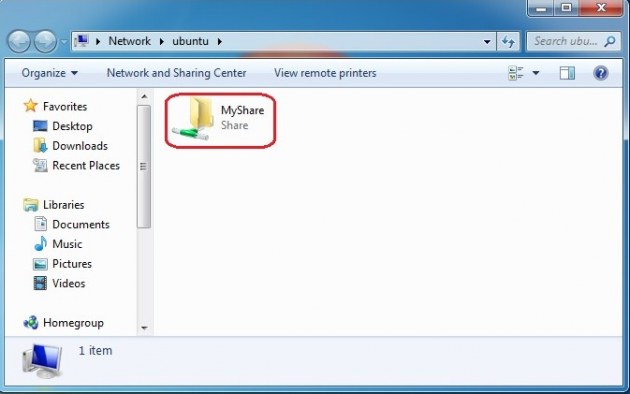 Network ubuntu
Search ubu...
Organize Network and Sharing Center View remote printers
Favorites
Desktop
Downloads
Recent Places
Libraries
Documents
Music
Pictures
Videos
Homegroup
MyShare
Share
1 item